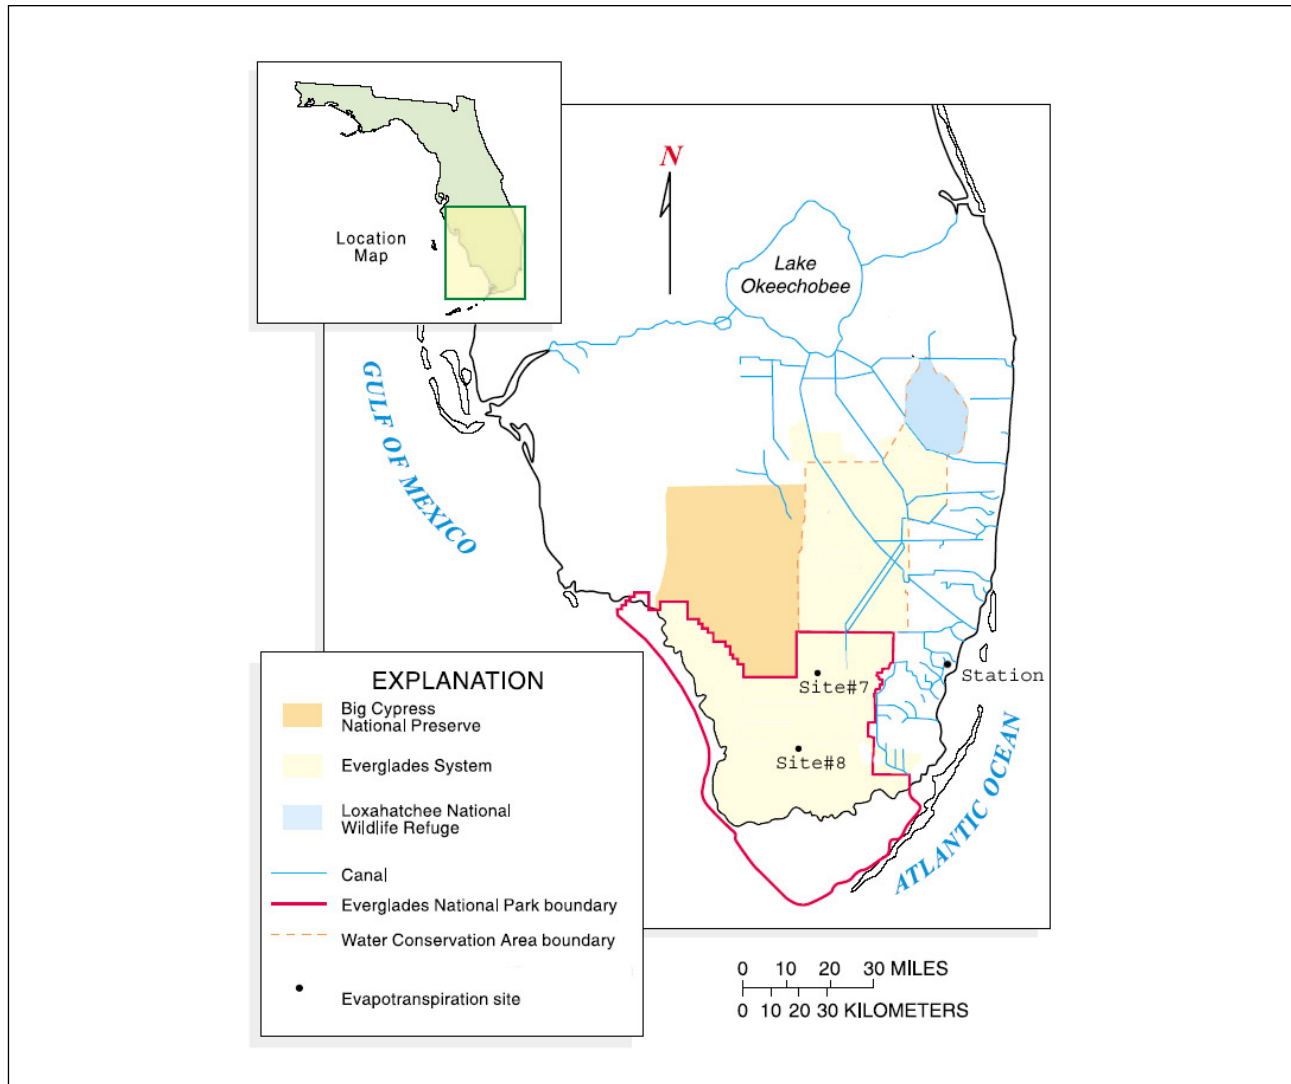 Location
Map
N
Lake
Okeechobee
GULF OF MEXICO
Station
Site#7
Site#8
ATLANTIC OCEAN
EXPLANATION
Big Cypress
National Preserve
Everglades System
Loxahatchee National
Wildlife Refuge
Canal
Everglades National Park boundary
Water Conservation Area boundary
Evapotranspiration site
0 10 20 30 MILES
0 10 20 30 KILOMETERS